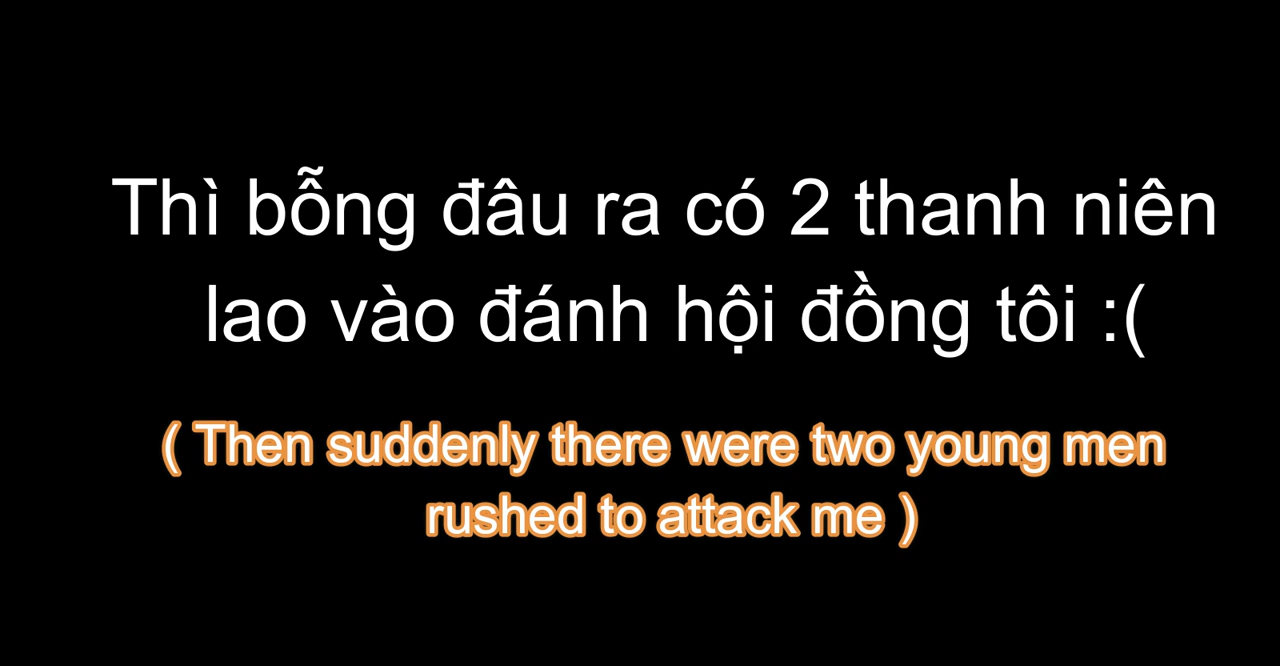 Thì bỗng đâu ra có 2 thanh niên
lao vào đánh hội đồng tôi :(
( Then suddenly there were two young men
rushed to attack me )